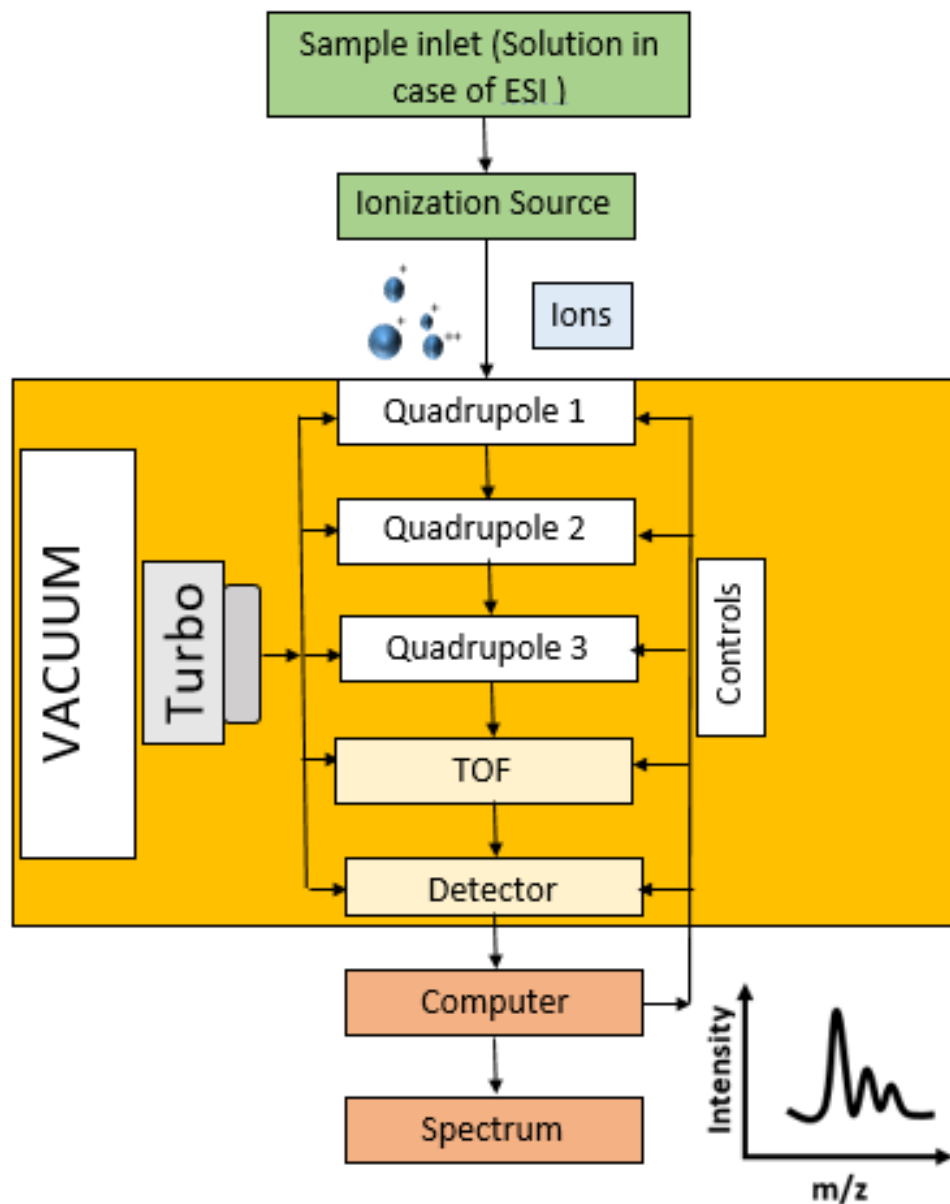 Sample inlet (Solution in
case of ESI )
Ionization Source
+
+
+
++
Ions
Quadrupole 1
VACUUM
Turbo
Quadrupole 2
Quadrupole 3
Controls
TOF
Detector
Computer
Spectrum
Intensity
m/z